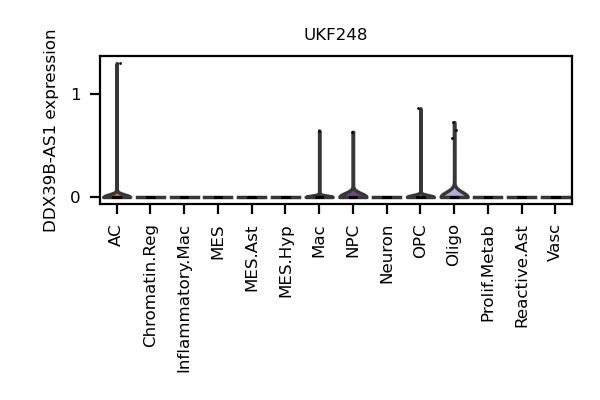 UKF248
DDX39B-AS1 expression
1
0
AC
Chromatin.Reg
Inflammatory.Mac
MES
MES.Ast
MES.Hyp
Mac
NPC
Neuron
OPC
Oligo
Prolif.Metab
Reactive.Ast
Vasc